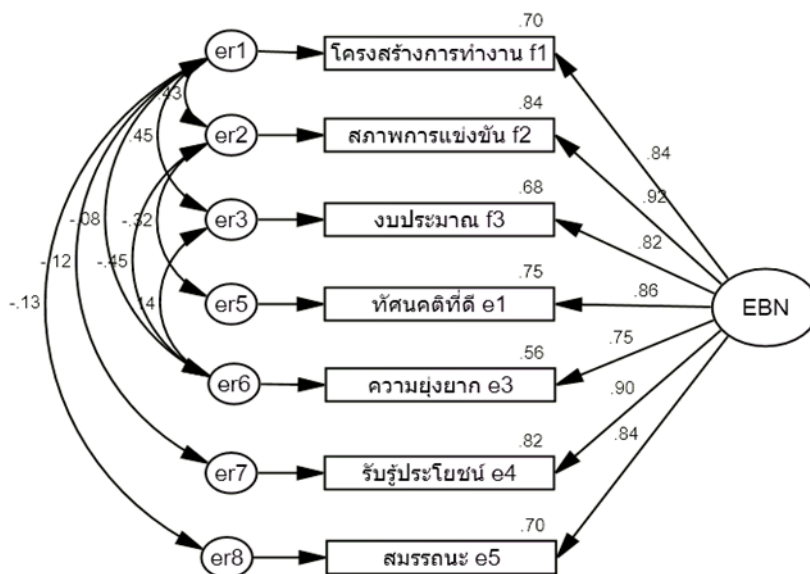 .70
er1
โครงสร้างการทำงาน f1
.43
.84
er2
สภาพการแข่งขัน f2
.84
.45
.92
.68
er3
งบประมาณ f3
-.08
-.32
.82
-.12
-.45
.75
er5
ทัศนคติที่ดี e1
.86
EBN
-.13
.14
.56
.75
er6
ความยุ่งยาก e3
.90
.82
.84
er7
รับรู้ประโยชน์ e4
.70
er8
สมรรถนะ e5